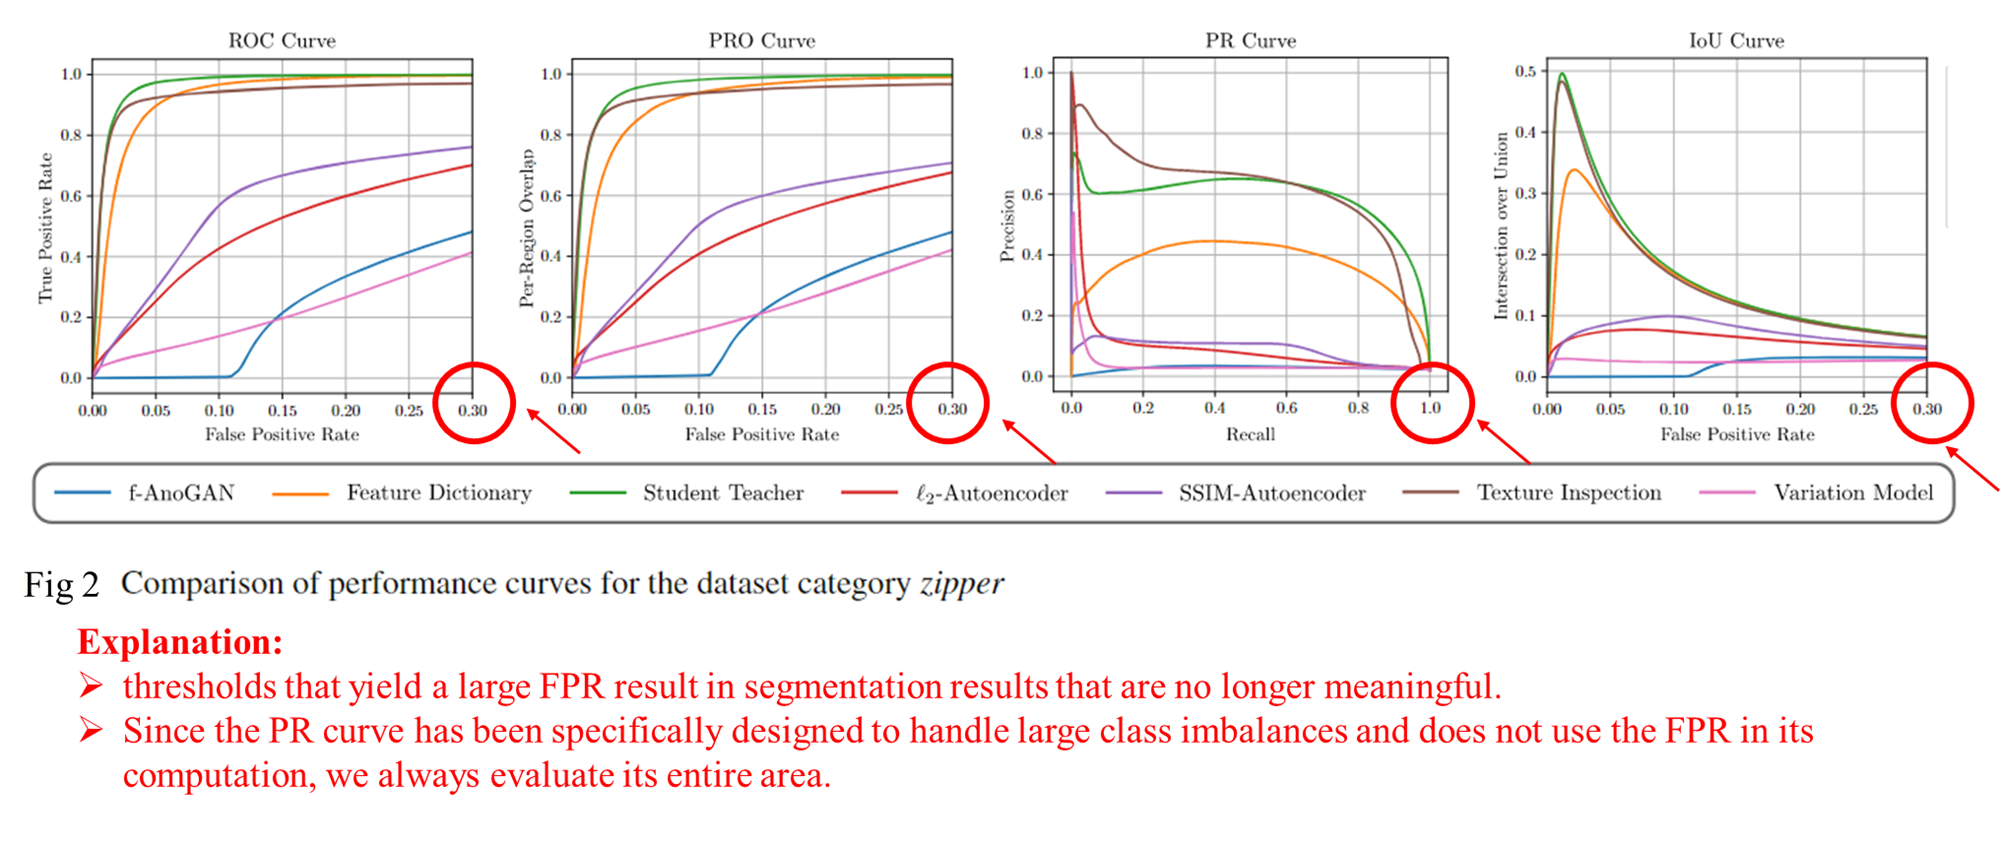 ROC Curve
PRO Curve
PR Curve
IoU Curve
True Positive Rate
1.0
0.8
0.6
0.4
0.2
0.0
0.00 0.05 0.10 0.15 0.20 0.25 0.30
False Positive Rate
Per-Region Overlap
1.0
0.8
0.6
0.4
0.2
0.0
0.00 0.05 0.10 0.15 0.20 0.25 0.30
False Positive Rate
Precision
1.0
0.8
0.6
0.4
0.2
0.0
0.0 0.2 0.4 0.6 0.8 1.0
Recall
Intersection over Union
0.5
0.4
0.3
0.2
0.1
0.0
0.00 0.05 0.10 0.15 0.20 0.25 0.30
False Positive Rate
f-AnoGAN Feature Dictionary Student Teacher ℓ2-Autoencoder SSIM-Autoencoder Texture Inspection Variation Model
Fig 2 Comparison of performance curves for the dataset category zipper
Explanation:
➢ thresholds that yield a large FPR result in segmentation results that are no longer meaningful.
➢ Since the PR curve has been specifically designed to handle large class imbalances and does not use the FPR in its
computation, we always evaluate its entire area.